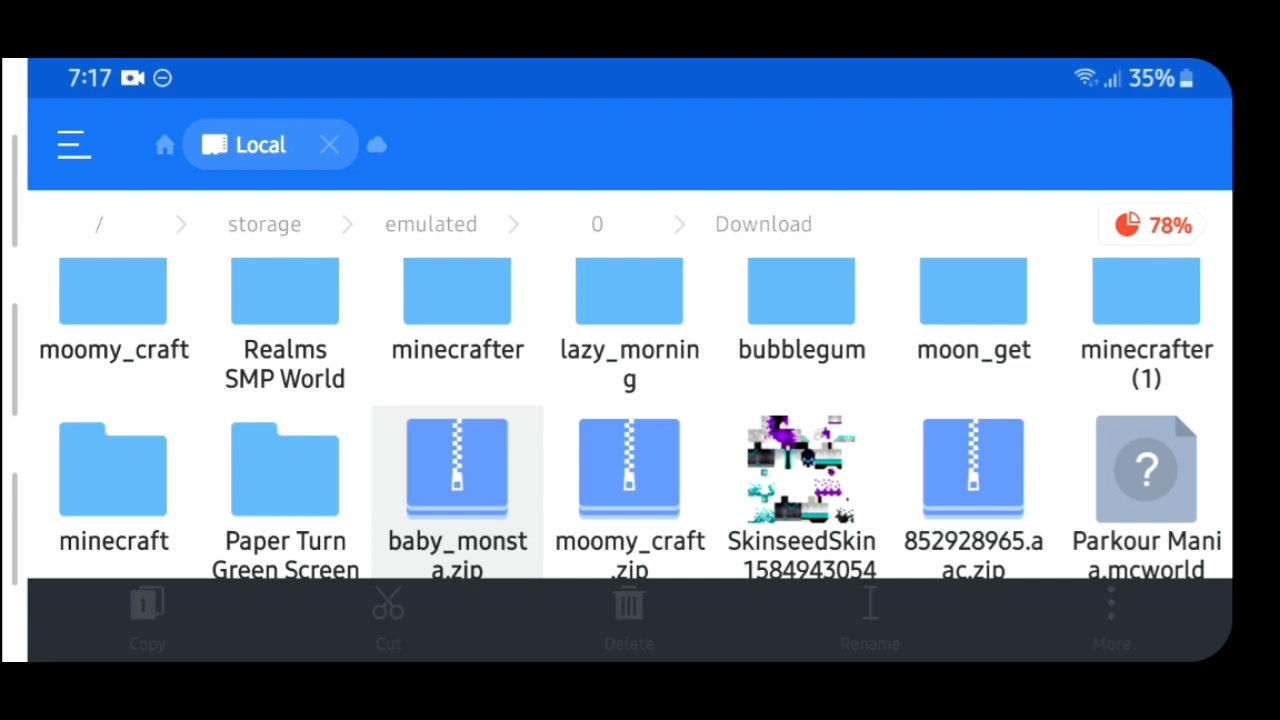 7:17
35%
Local
/ storage emulated 0 Download
78%
moomy_craft
Realms
SMP World
minecrafter
lazy_mornin
g
bubblegum
moon_get
minecrafter
(1)
minecraft
Paper Turn
Green Screen
baby_monst
a.zip
moomy_craft
.zip
SkinseedSkin
1584943054
852928965.a
ac.zip
Parkour Mani
a.mcworld
1
Copy
Cut
Delete
Rename
More